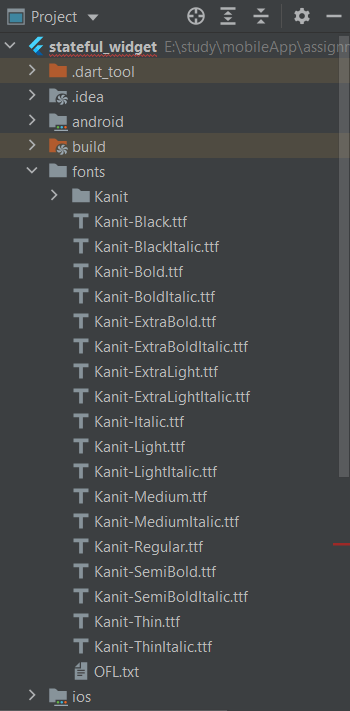 Project
stateful_widget E:\study\mobileApp\assignm
.dart_tool
.idea
android
build
fonts
Kanit
Kanit-Black.ttf
Kanit-BlackItalic.ttf
Kanit-Bold.ttf
Kanit-BoldItalic.ttf
Kanit-ExtraBold.ttf
Kanit-ExtraBoldItalic.ttf
Kanit-ExtraLight.ttf
Kanit-ExtraLightItalic.ttf
Kanit-Italic.ttf
Kanit-Light.ttf
Kanit-LightItalic.ttf
Kanit-Medium.ttf
Kanit-MediumItalic.ttf
Kanit-Regular.ttf
Kanit-SemiBold.ttf
Kanit-SemiBoldItalic.ttf
Kanit-Thin.ttf
Kanit-ThinItalic.ttf
OFL.txt
ios